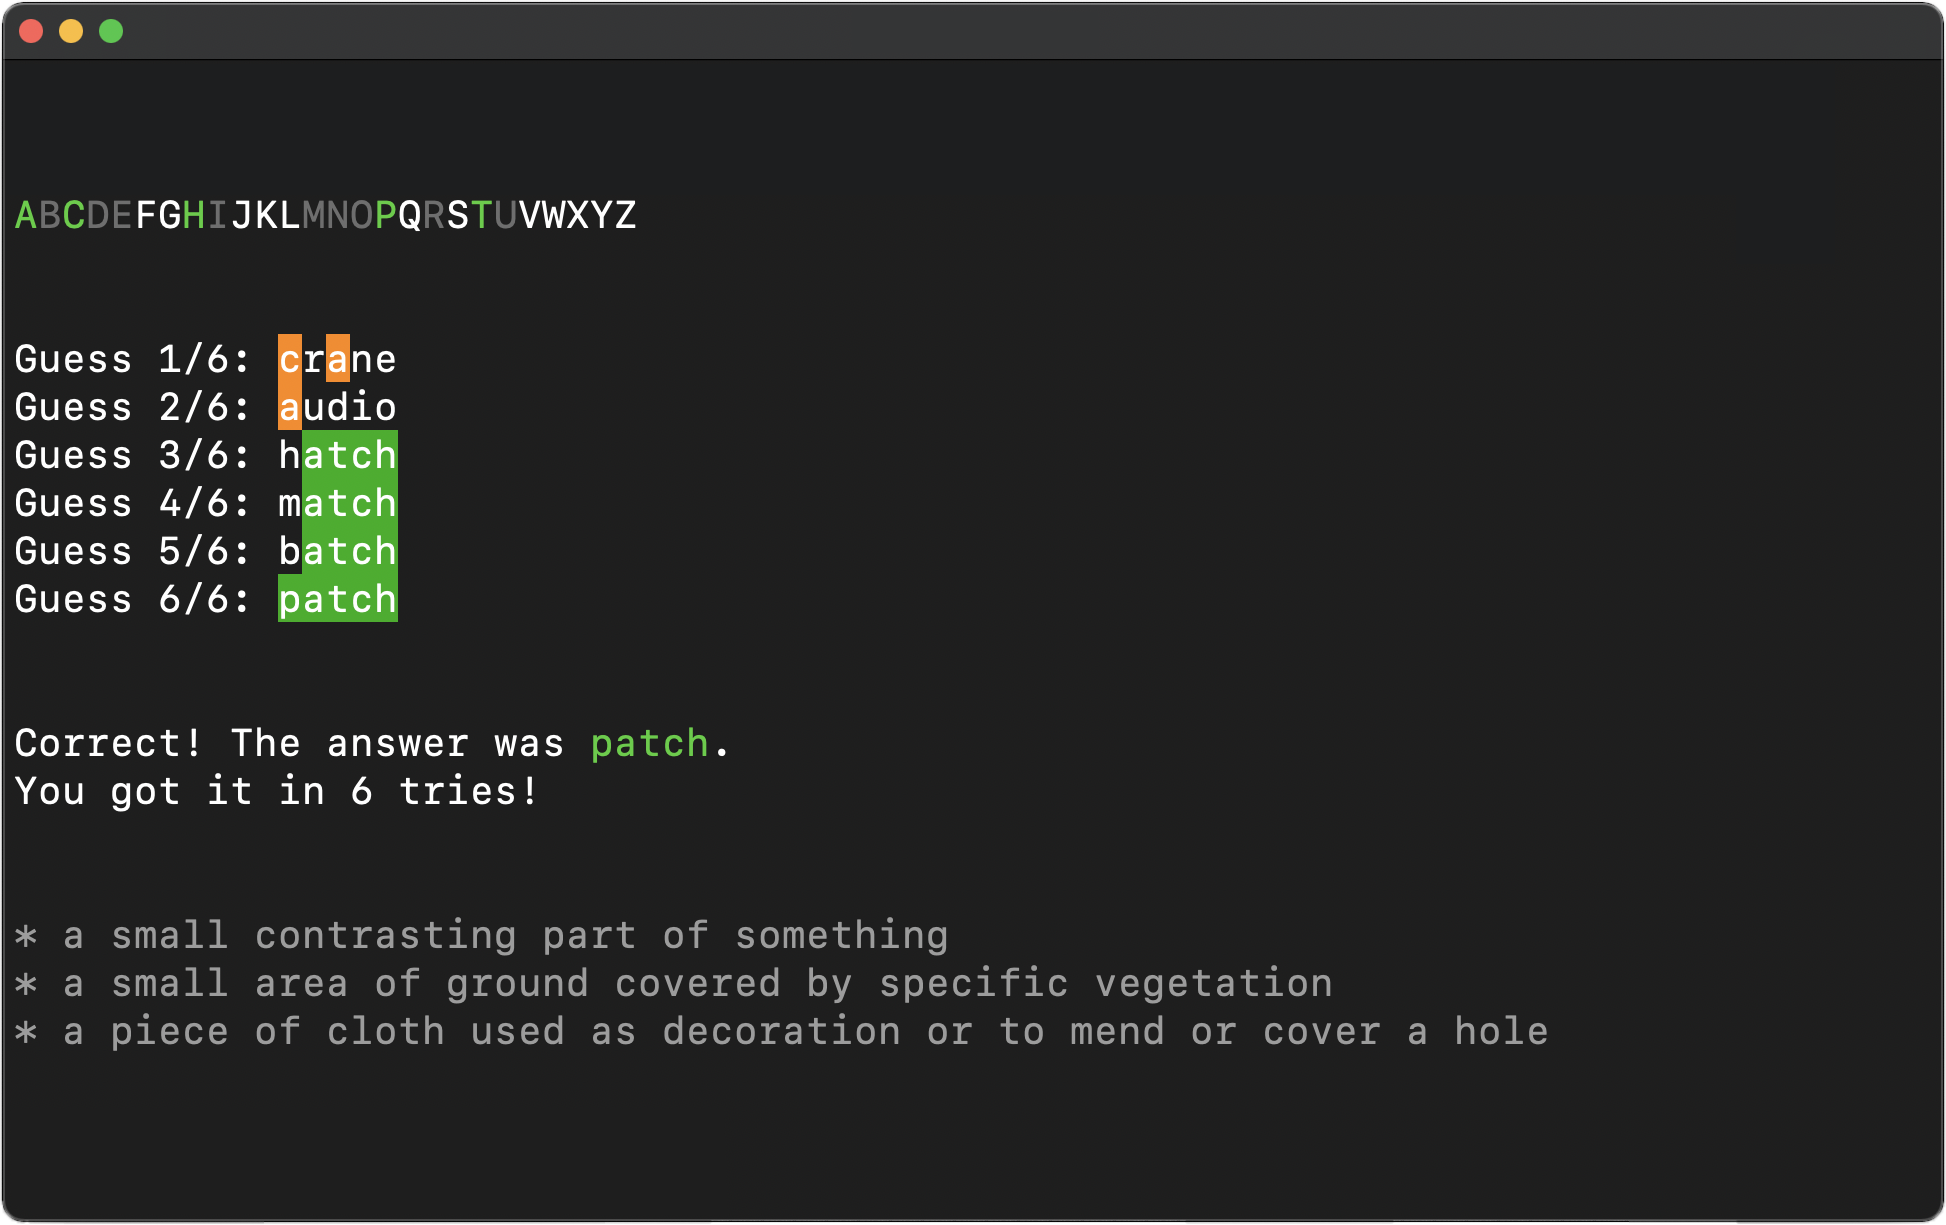 ABCDEFGHIJKLMNOPQRSTUVWXYZ
Guess 1/6: crane
Guess 2/6: audio
Guess 3/6: hatch
Guess 4/6: match
Guess 5/6: batch
Guess 6/6: patch
Correct! The answer was patch.
You got it in 6 tries!
* a small contrasting part of something
* a small area of ground covered by specific vegetation
* a piece of cloth used as decoration or to mend or cover a hole